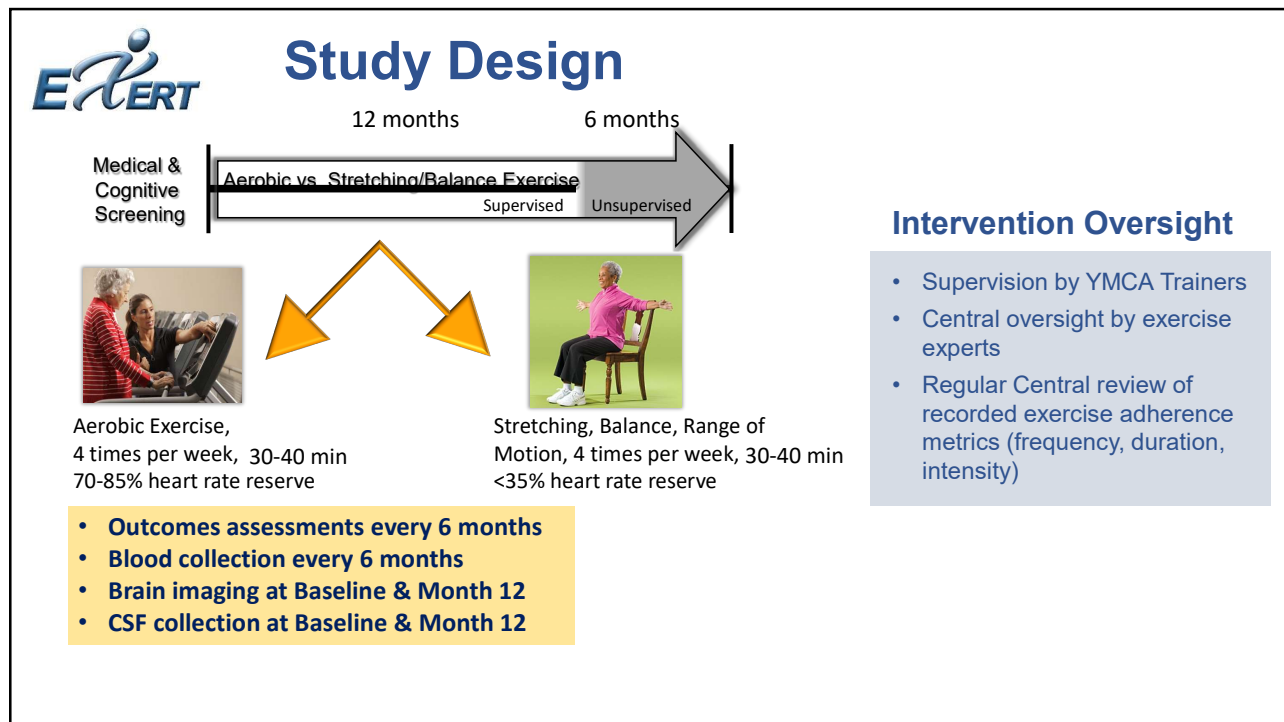 EXERT
Study Design
12 months
6 months
Medical &
Cognitive
Screening
Aerobic vs. Stretching/Balance Exercise
Supervised
Unsupervised
Aerobic Exercise,
4 times per week, 30-40 min
70-85% heart rate reserve
Stretching, Balance, Range of
Motion, 4 times per week, 30-40 min
<35% heart rate reserve
• Outcomes assessments every 6 months
• Blood collection every 6 months
• Brain imaging at Baseline & Month 12
• CSF collection at Baseline & Month 12
Intervention Oversight
• Supervision by YMCA Trainers
• Central oversight by exercise
experts
• Regular Central review of
recorded exercise adherence
metrics (frequency, duration,
intensity)